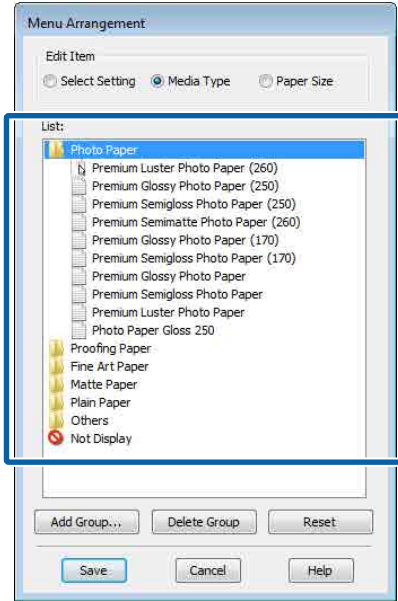 Menu Arrangement
Edit Item
Select Setting Media Type Paper Size
List:
Photo Paper
Premium Luster Photo Paper (260)
Premium Glossy Photo Paper (250)
Premium Semigloss Photo Paper (250)
Premium Semimatte Photo Paper (260)
Premium Glossy Photo Paper (170)
Premium Semigloss Photo Paper (170)
Premium Glossy Photo Paper
Premium Semigloss Photo Paper
Premium Luster Photo Paper
Photo Paper Gloss 250
Proofing Paper
Fine Art Paper
Matte Paper
Plain Paper
Others
Not Display
Add Group... Delete Group Reset
Save Cancel Help